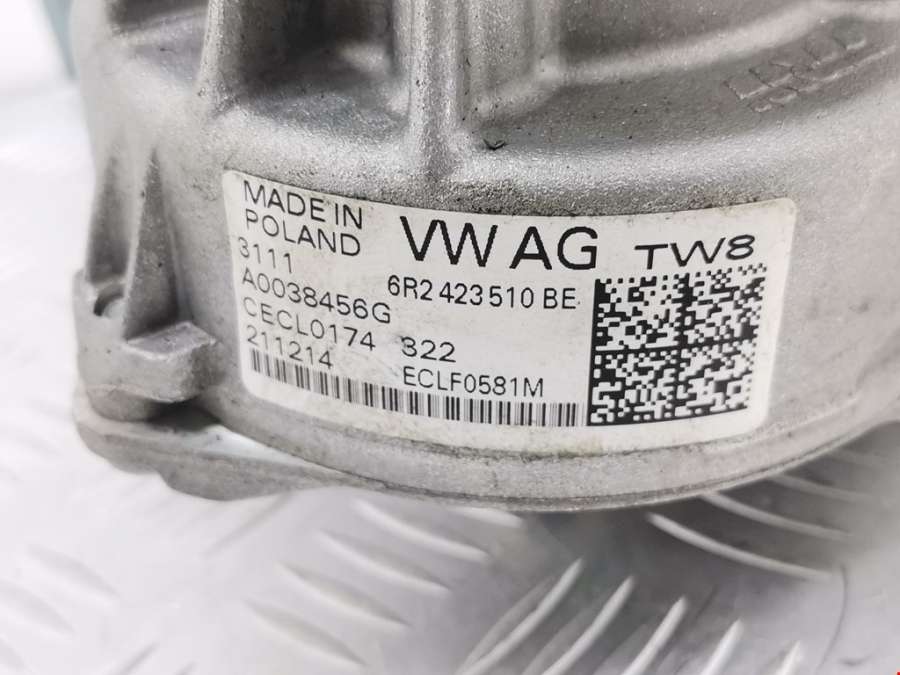 MADE IN
POLAND
3111
A0038456G
CECL0174 322
211214
VW AG TW8
6R2 423 510 BE
ECLF0581M